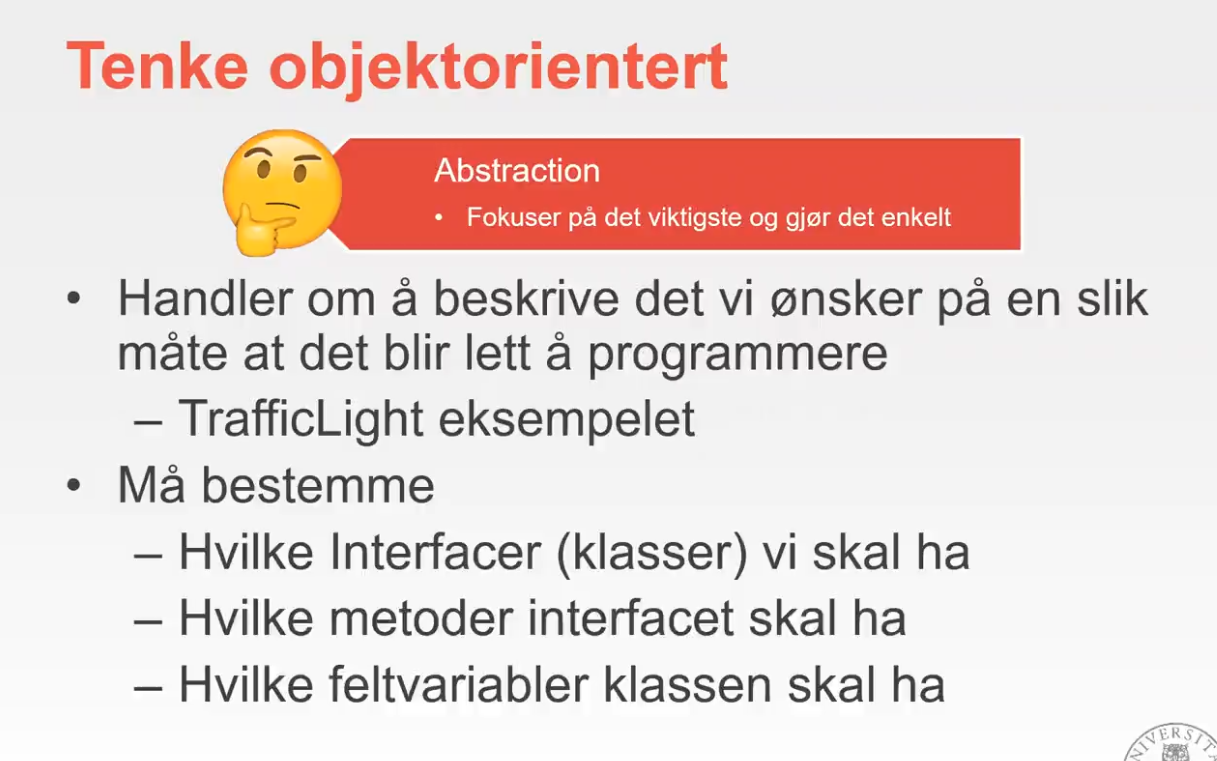 Tenke objektorientert
Abstraction
• Fokuser på det viktigste og gjør det enkelt
• Handler om å beskrive det vi ønsker på en slik
måte at det blir lett å programmere
– TrafficLight eksempelet
• Må bestemme
– Hvilke Interfacer (klasser) vi skal ha
– Hvilke metoder interfacet skal ha
– Hvilke feltvariabler klassen skal ha